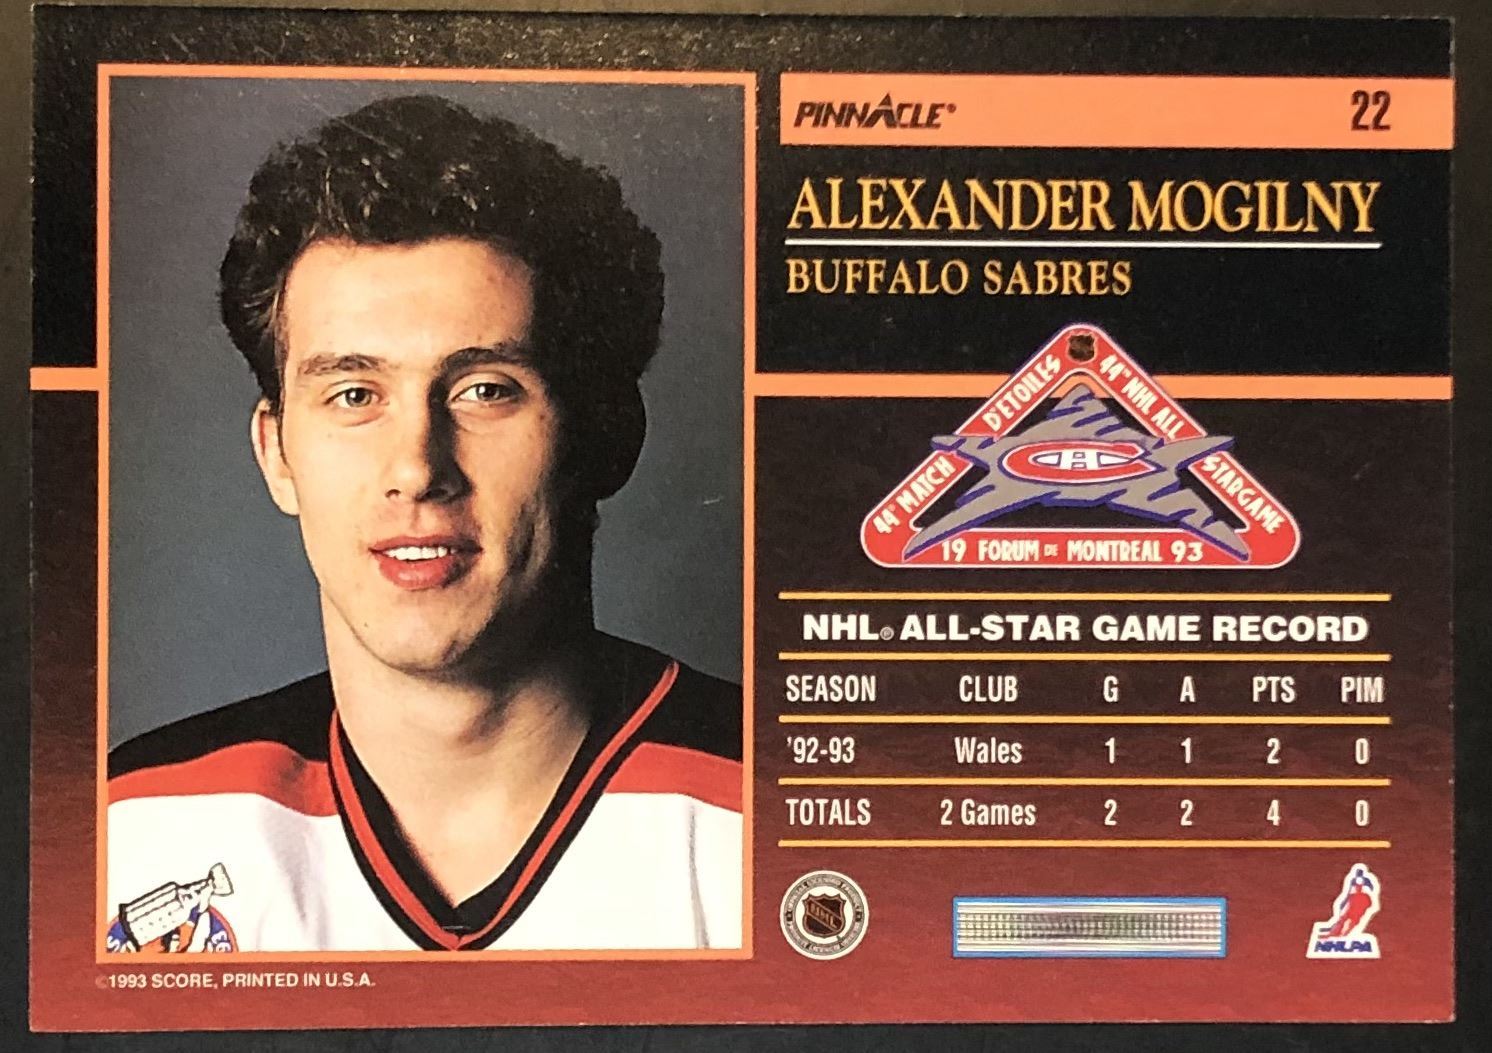 PINNACLE®
22
ALEXANDER MOGILNY
BUFFALO SABRES
44e MATCH D'ETOILES
44TH NHL ALL STARGAME
19 FORUM DE MONTREAL 93
NHL® ALL-STAR GAME RECORD
SEASON CLUB G A PTS PIM
'92-93 Wales 1 1 2 0
TOTALS 2 Games 2 2 4 0
NHL
NHLPA
©1993 SCORE, PRINTED IN U.S.A.